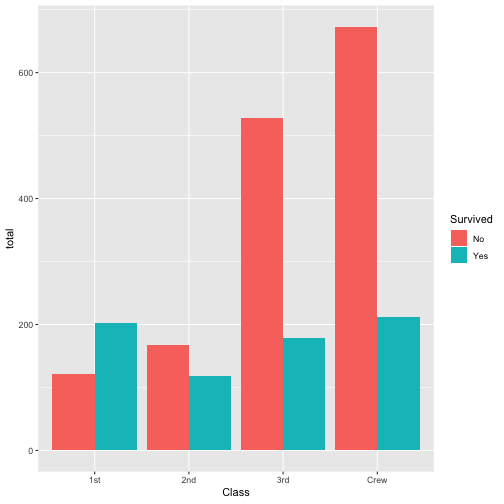 total
600
400
200
0
1st
2nd
3rd
Crew
Class
Survived
No
Yes